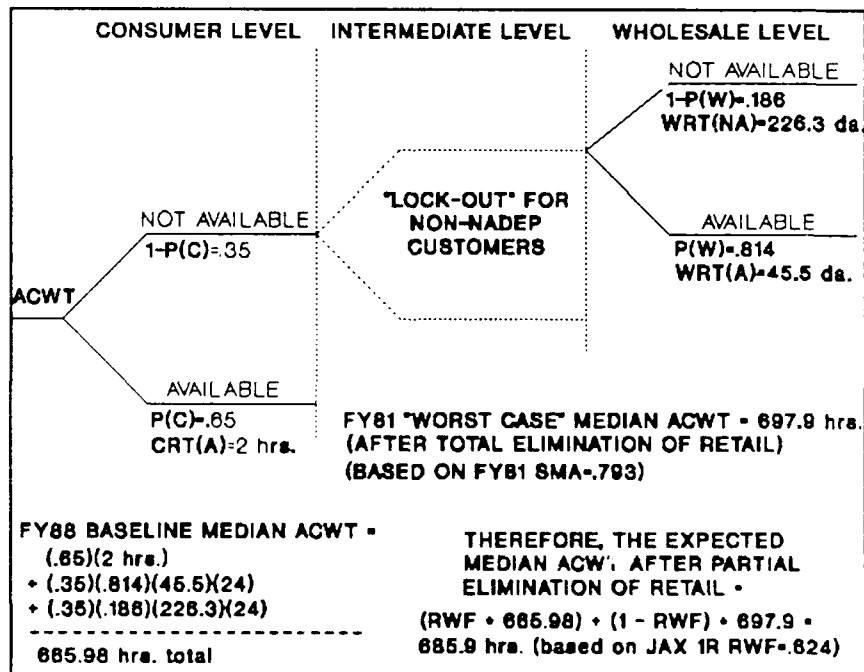 CONSUMER LEVEL
INTERMEDIATE LEVEL
WHOLESALE LEVEL
NOT AVAILABLE
1-P(W)=.186
WRT(NA)=226.3 da.
"LOCK-OUT" FOR
NON-NADEP
CUSTOMERS
NOT AVAILABLE
1-P(C)=.35
AVAILABLE
P(W)=.814
WRT(A)=45.5 da.
ACWT
AVAILABLE
P(C)=.65
CRT(A)=2 hrs.
FY81 "WORST CASE" MEDIAN ACWT = 697.9 hrs.
(AFTER TOTAL ELIMINATION OF RETAIL)
(BASED ON FY81 SMA=.793)
FY88 BASELINE MEDIAN ACWT =
(.65)(2 hrs.)
+ (.35)(.814)(45.5)(24)
+ (.35)(.186)(226.3)(24)
---------------
665.98 hrs. total
THEREFORE, THE EXPECTED
MEDIAN ACW', AFTER PARTIAL
ELIMINATION OF RETAIL =
(RWF * 665.98) + (1 - RWF) * 697.9 =
685.9 hrs. (based on JAX 1R RWF=.624)